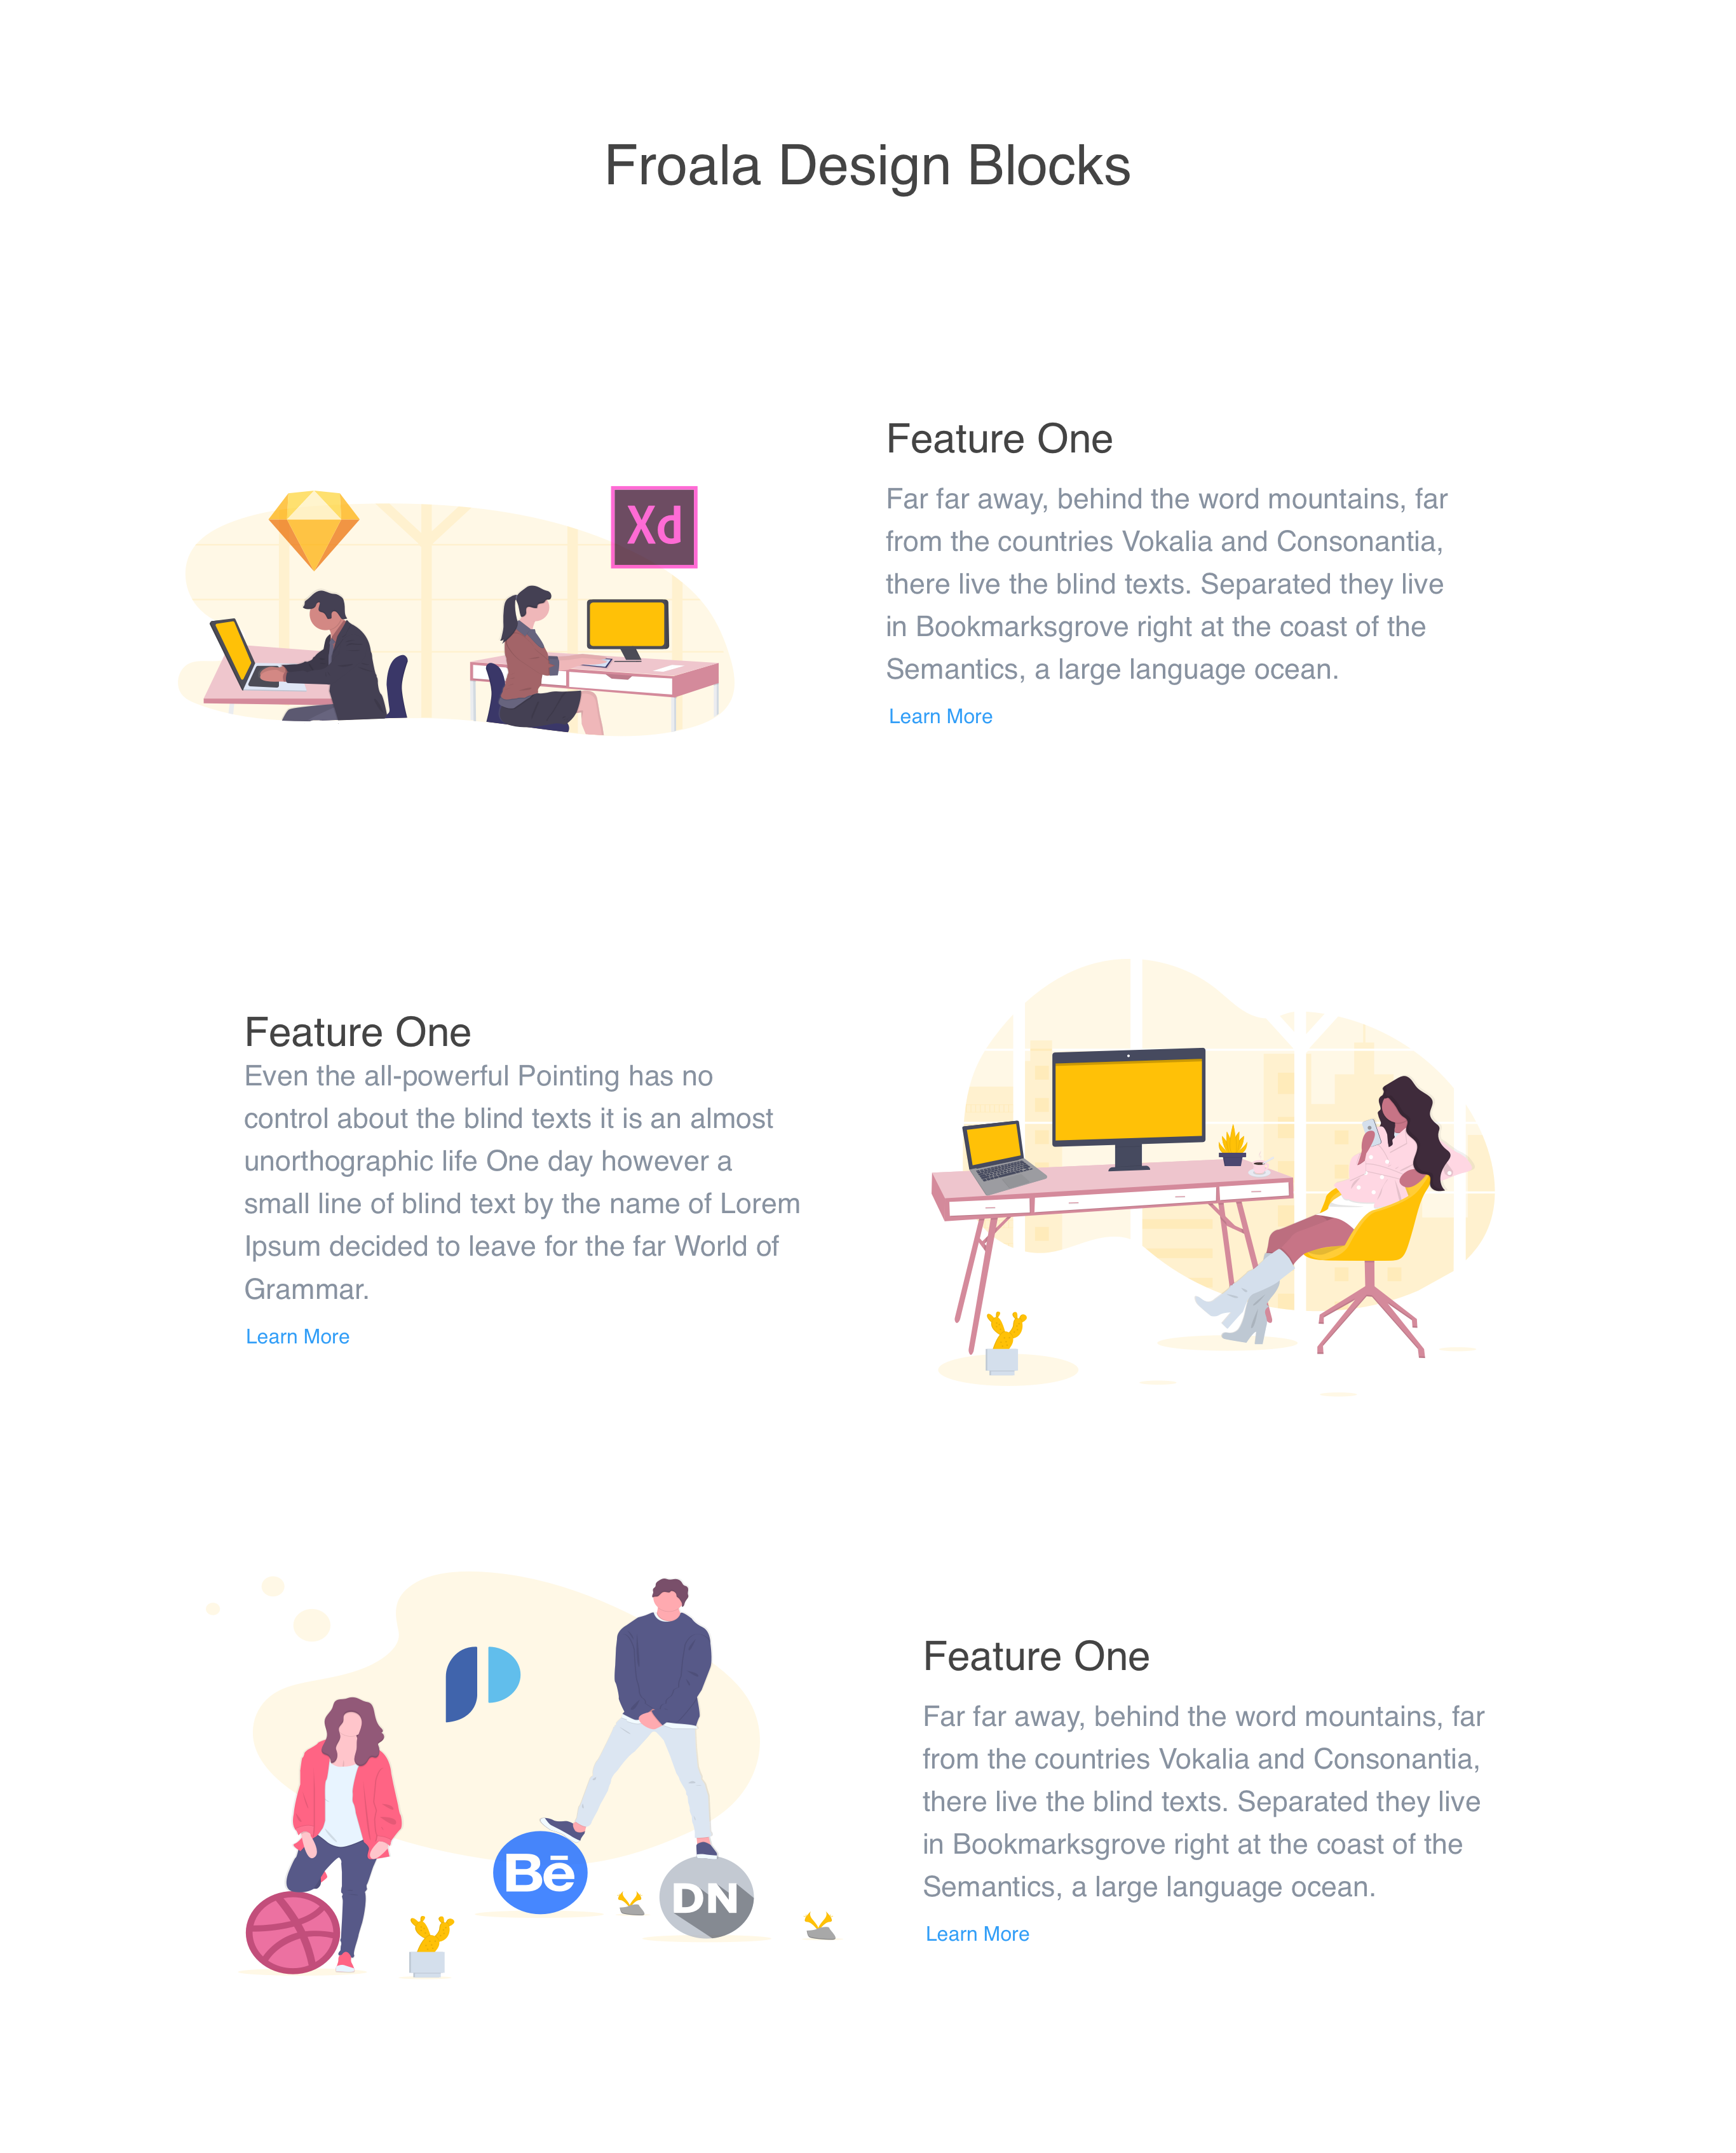 Froala Design Blocks
Xd
Feature One
Far far away, behind the word mountains, far
from the countries Vokalia and Consonantia,
there live the blind texts. Separated they live
in Bookmarksgrove right at the coast of the
Semantics, a large language ocean.
Learn More
Feature One
Even the all-powerful Pointing has no
control about the blind texts it is an almost
unorthographic life One day however a
small line of blind text by the name of Lorem
Ipsum decided to leave for the far World of
Grammar.
Learn More
Bē
DN
Feature One
Far far away, behind the word mountains, far
from the countries Vokalia and Consonantia,
there live the blind texts. Separated they live
in Bookmarksgrove right at the coast of the
Semantics, a large language ocean.
Learn More